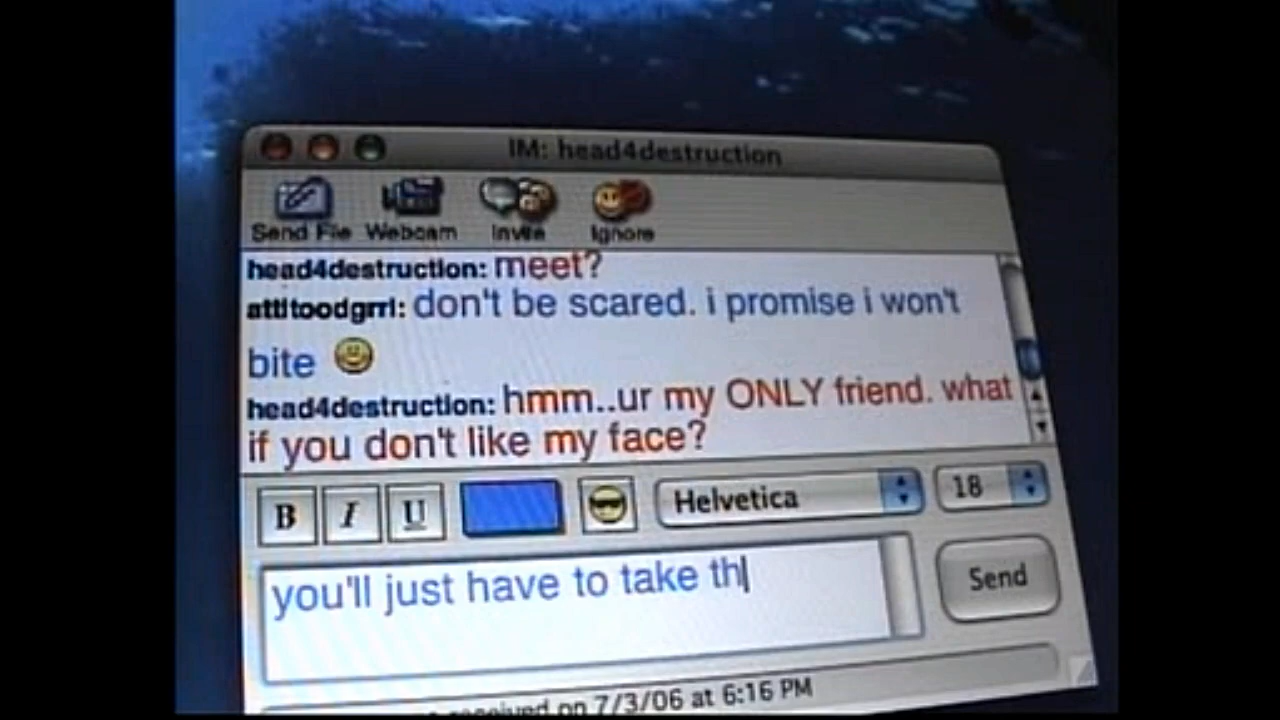 IM: head4destruction
Send File Webcam Invite Ignore
head4destruction: meet?
attitoodgrrl: don't be scared. i promise i won't
bite
head4destruction: hmm..ur my ONLY friend. what
if you don't like my face?
B I U Helvetica 18
you'll just have to take th
Send
received on 7/3/06 at 6:16 PM